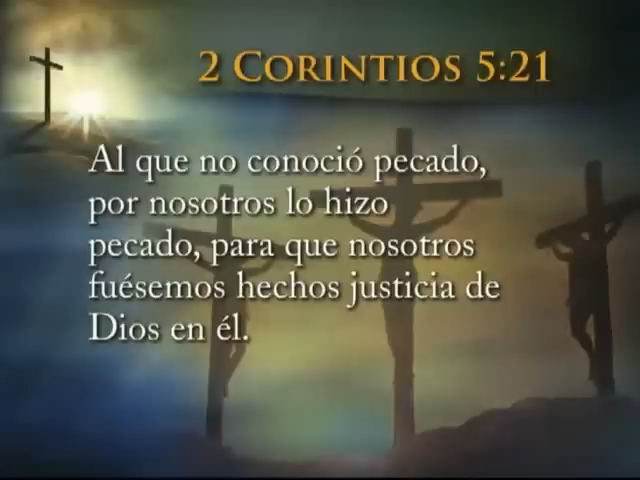 2 CORINTIOS 5:21
Al que no conoció pecado,
por nosotros lo hizo
pecado, para que nosotros
fuésemos hechos justicia de
Dios en él.